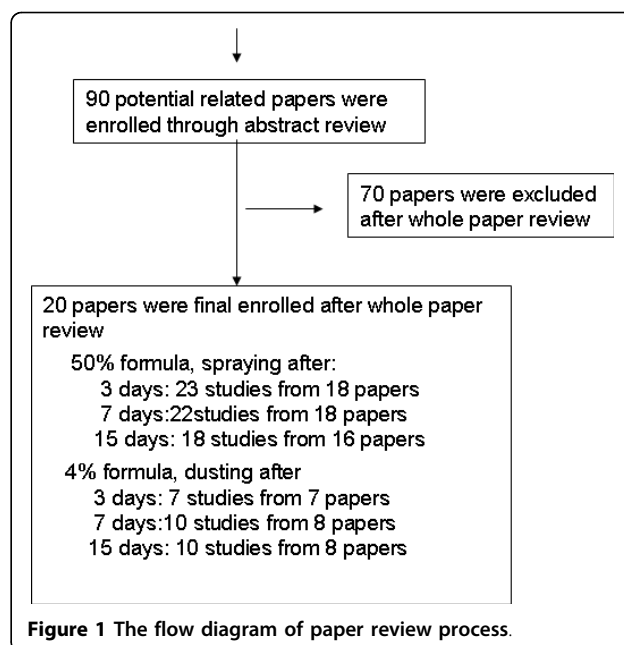 90 potential related papers were
enrolled through abstract review
70 papers were excluded
after whole paper review
20 papers were final enrolled after whole paper
review
50% formula, spraying after:
3 days: 23 studies from 18 papers
7 days:22studies from 18 papers
15 days: 18 studies from 16 papers
4% formula, dusting after
3 days: 7 studies from 7 papers
7 days:10 studies from 8 papers
15 days: 10 studies from 8 papers
Figure 1 The flow diagram of paper review process.